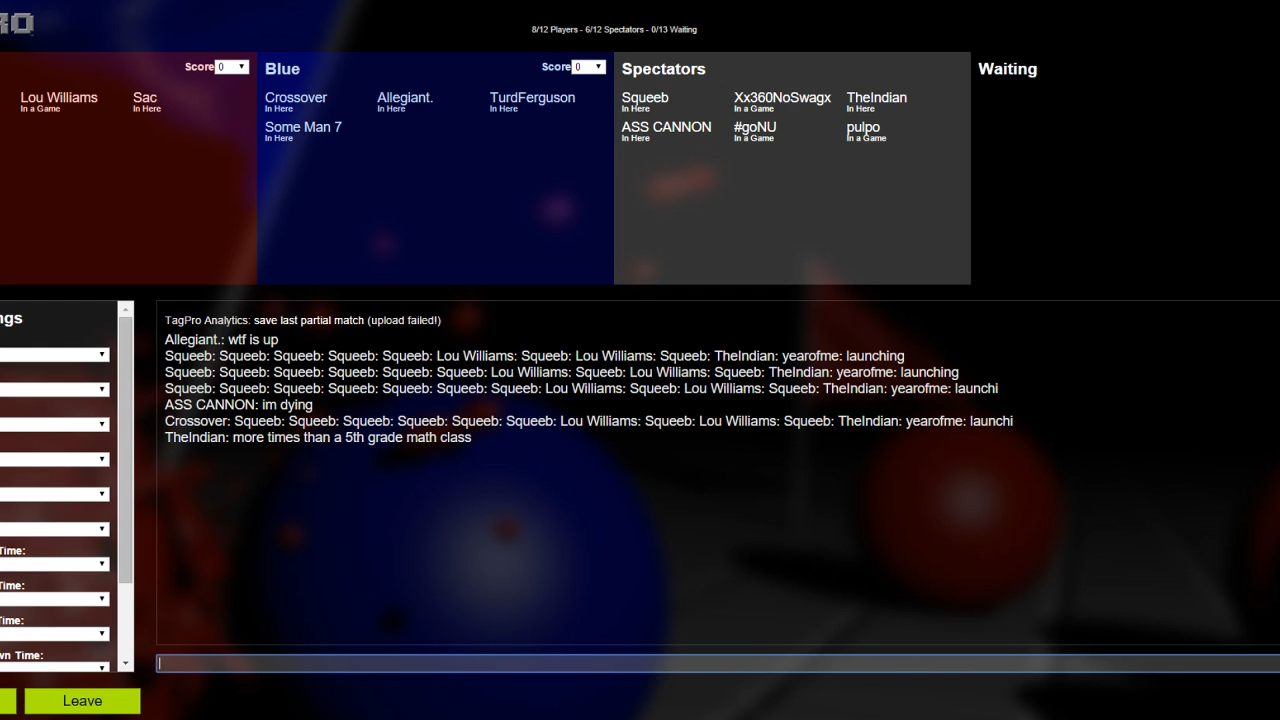 RO
8/12 Players - 6/12 Spectators - 0/13 Waiting
Score 0
Lou Williams Sac
In a Game In Here
Blue Score 0
Crossover Allegiant. TurdFerguson
In Here In Here In Here
Some Man 7
In Here
Spectators
Squeeb Xx360NoSwagx TheIndian
In Here In a Game In Here
ASS CANNON #goNU pulpo
In Here In a Game In a Game
Waiting
ngs
Time:
Time:
Time:
wn Time:
Leave
TagPro Analytics: save last partial match (upload failed!)
Allegiant.: wtf is up
Squeeb: Squeeb: Squeeb: Squeeb: Squeeb: Lou Williams: Squeeb: Lou Williams: Squeeb: TheIndian: yearofme: launching
Squeeb: Squeeb: Squeeb: Squeeb: Squeeb: Squeeb: Lou Williams: Squeeb: Lou Williams: Squeeb: TheIndian: yearofme: launching
Squeeb: Squeeb: Squeeb: Squeeb: Squeeb: Squeeb: Squeeb: Lou Williams: Squeeb: Lou Williams: Squeeb: TheIndian: yearofme: launchi
ASS CANNON: im dying
Crossover: Squeeb: Squeeb: Squeeb: Squeeb: Squeeb: Squeeb: Lou Williams: Squeeb: Lou Williams: Squeeb: TheIndian: yearofme: launchi
TheIndian: more times than a 5th grade math class